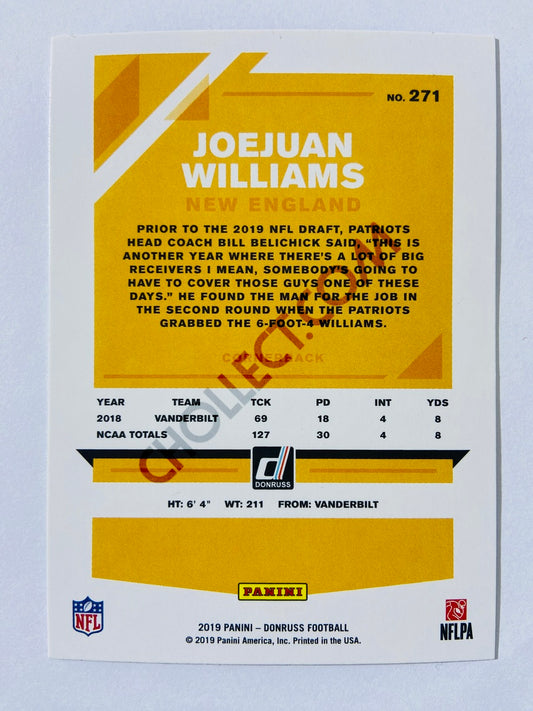 NO. 271
JOEJUAN
WILLIAMS
NEW ENGLAND
PRIOR TO THE 2019 NFL DRAFT, PATRIOTS
HEAD COACH BILL BELICHICK SAID, "THIS IS
ANOTHER YEAR WHERE THERE'S A LOT OF BIG
RECEIVERS I MEAN, SOMEBODY'S GOING TO
HAVE TO COVER THOSE GUYS ONE OF THESE
DAYS." HE FOUND THE MAN FOR THE JOB IN
THE SECOND ROUND WHEN THE PATRIOTS
GRABBED THE 6-FOOT-4 WILLIAMS.
CORNERBACK
YEAR TEAM TCK PD INT YDS
2018 VANDERBILT 69 18 4 8
NCAA TOTALS 127 30 4 8
d
DONRUSS
HT: 6' 4" WT: 211 FROM: VANDERBILT
PANINI
NFL
2019 PANINI – DONRUSS FOOTBALL
© 2019 Panini America, Inc. Printed in the USA.
NFLPA
CHOLLECT.COM